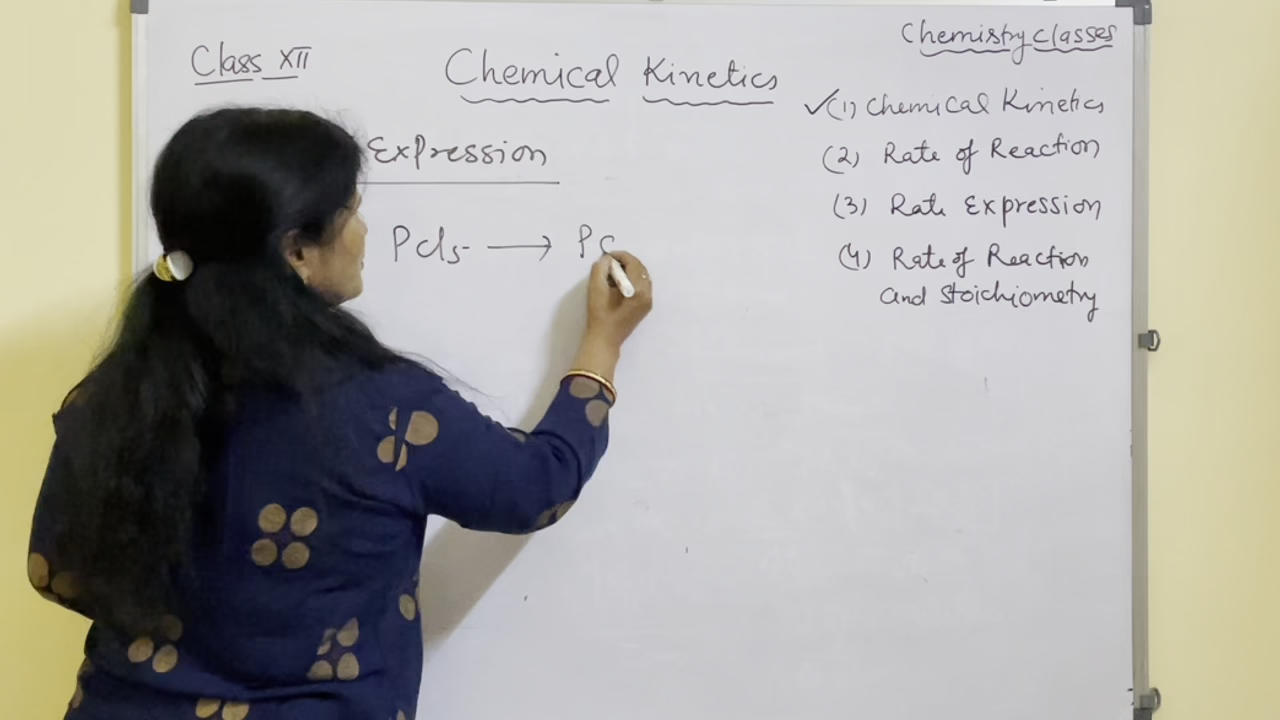 Chemistry classes
Class XII
Chemical Kinetics
✓(1) Chemical Kinetics
(2) Rate of Reaction
(3) Rate Expression
(4) Rate of Reaction
and Stoichiometry
Expression
PCl5 ⟶ PC